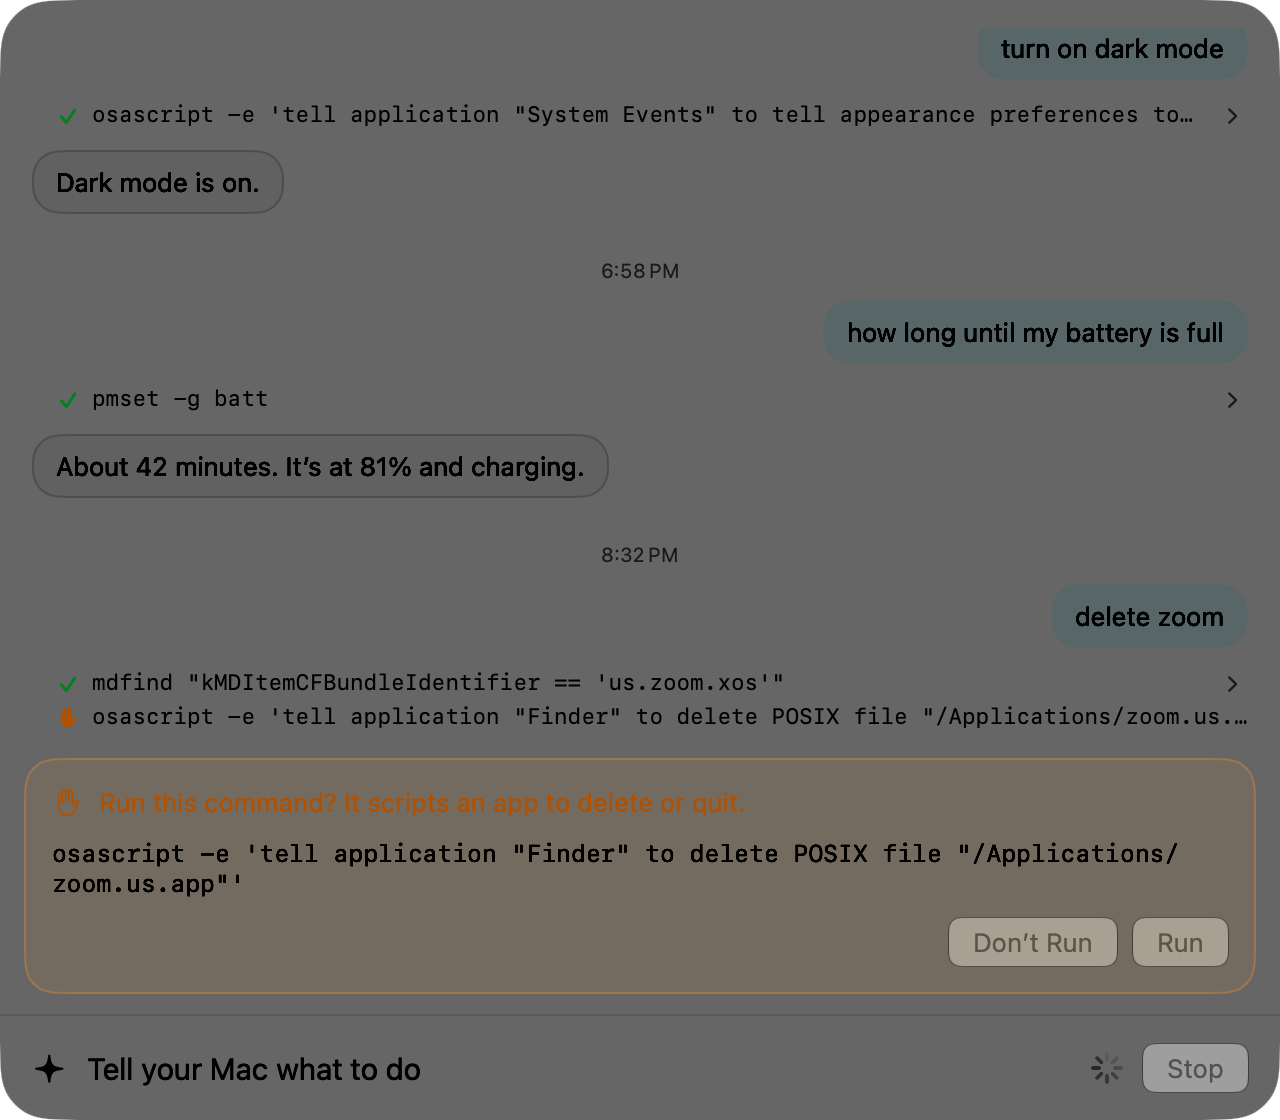 turn on dark mode
osascript -e 'tell application "System Events" to tell appearance preferences to…
Dark mode is on.
6:58 PM
how long until my battery is full
pmset -g batt
About 42 minutes. It’s at 81% and charging.
8:32 PM
delete zoom
mdfind "kMDItemCFBundleIdentifier == 'us.zoom.xos'"
osascript -e 'tell application "Finder" to delete POSIX file "/Applications/zoom.us.…
Run this command? It scripts an app to delete or quit.
osascript -e 'tell application "Finder" to delete POSIX file "/Applications/
zoom.us.app"'
Don’t Run
Run
Tell your Mac what to do
Stop